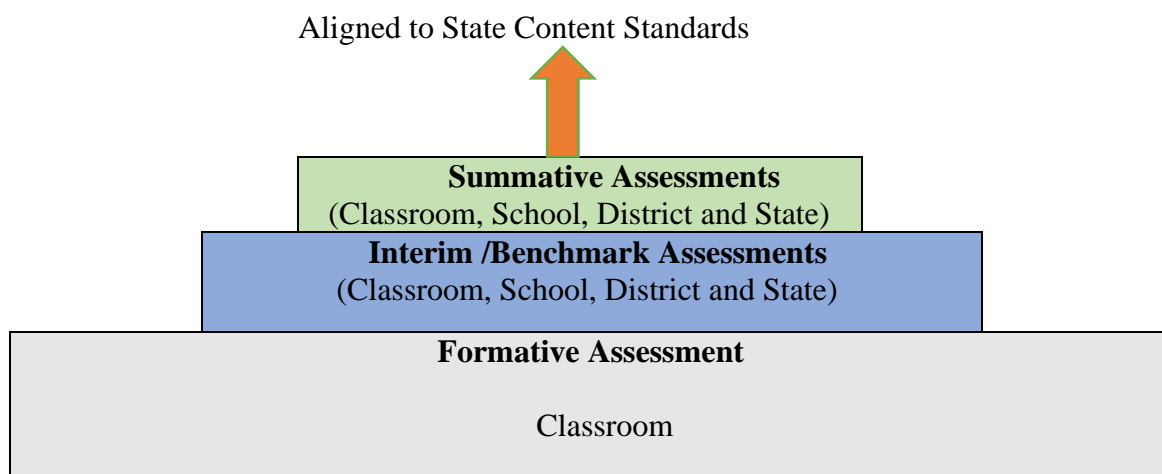 Aligned to State Content Standards
Summative Assessments
(Classroom, School, District and State)
Interim /Benchmark Assessments
(Classroom, School, District and State)
Formative Assessment
Classroom